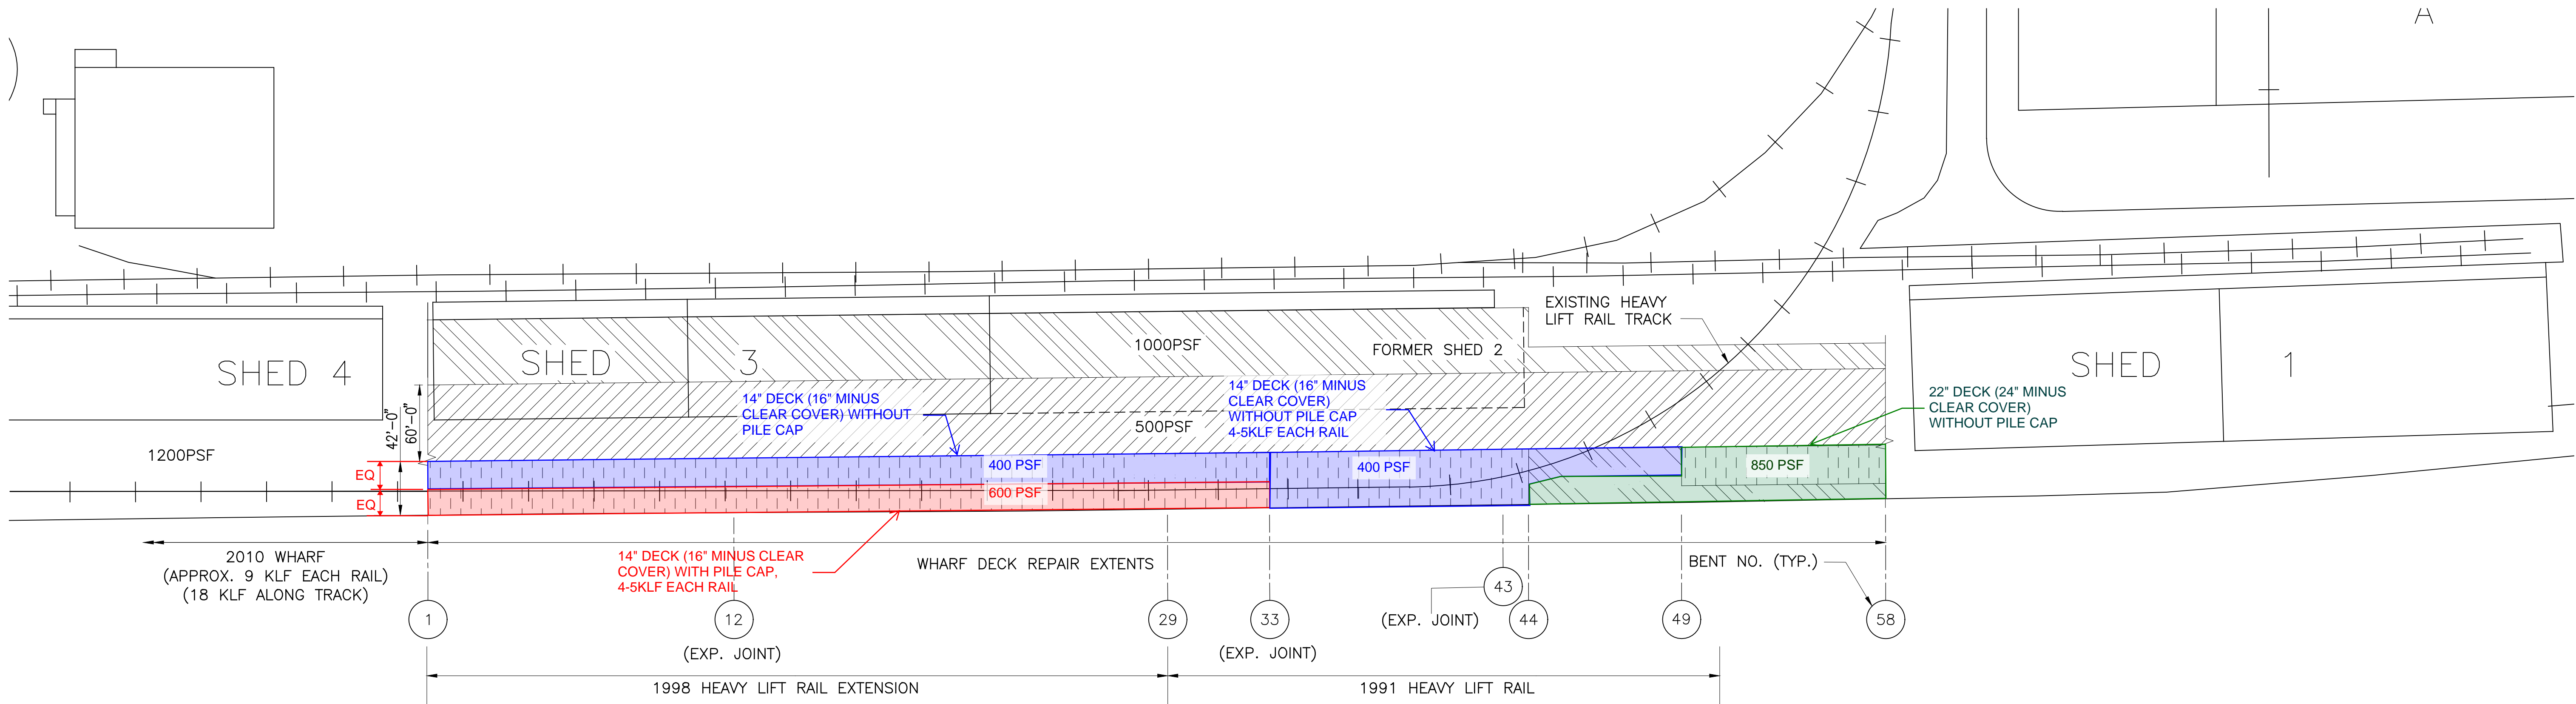 A
EXISTING HEAVY
LIFT RAIL TRACK
1000PSF
FORMER SHED 2
SHED 3
SHED 4
SHED 1
14" DECK (16" MINUS
CLEAR COVER) WITHOUT
PILE CAP
14" DECK (16" MINUS
CLEAR COVER)
WITHOUT PILE CAP
4-5KLF EACH RAIL
22" DECK (24" MINUS
CLEAR COVER)
WITHOUT PILE CAP
42'-0"
60'-0"
500PSF
1200PSF
400 PSF
400 PSF
850 PSF
EQ
600 PSF
EQ
2010 WHARF
(APPROX. 9 KLF EACH RAIL)
(18 KLF ALONG TRACK)
14" DECK (16" MINUS CLEAR
COVER) WITH PILE CAP,
4-5KLF EACH RAIL
WHARF DECK REPAIR EXTENTS
BENT NO. (TYP.)
43
(EXP. JOINT)
1
12
29
33
44
49
58
(EXP. JOINT)
(EXP. JOINT)
1998 HEAVY LIFT RAIL EXTENSION
1991 HEAVY LIFT RAIL